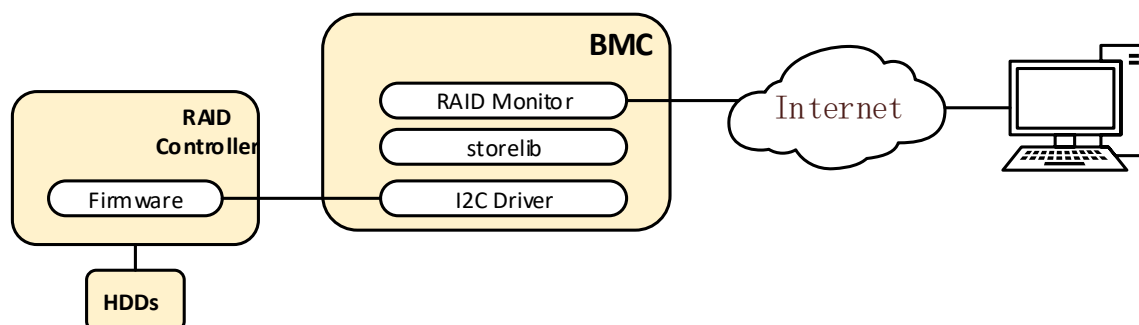 BMC
RAID Monitor
storelib
I2C Driver
RAID
Controller
Firmware
HDDs
Internet